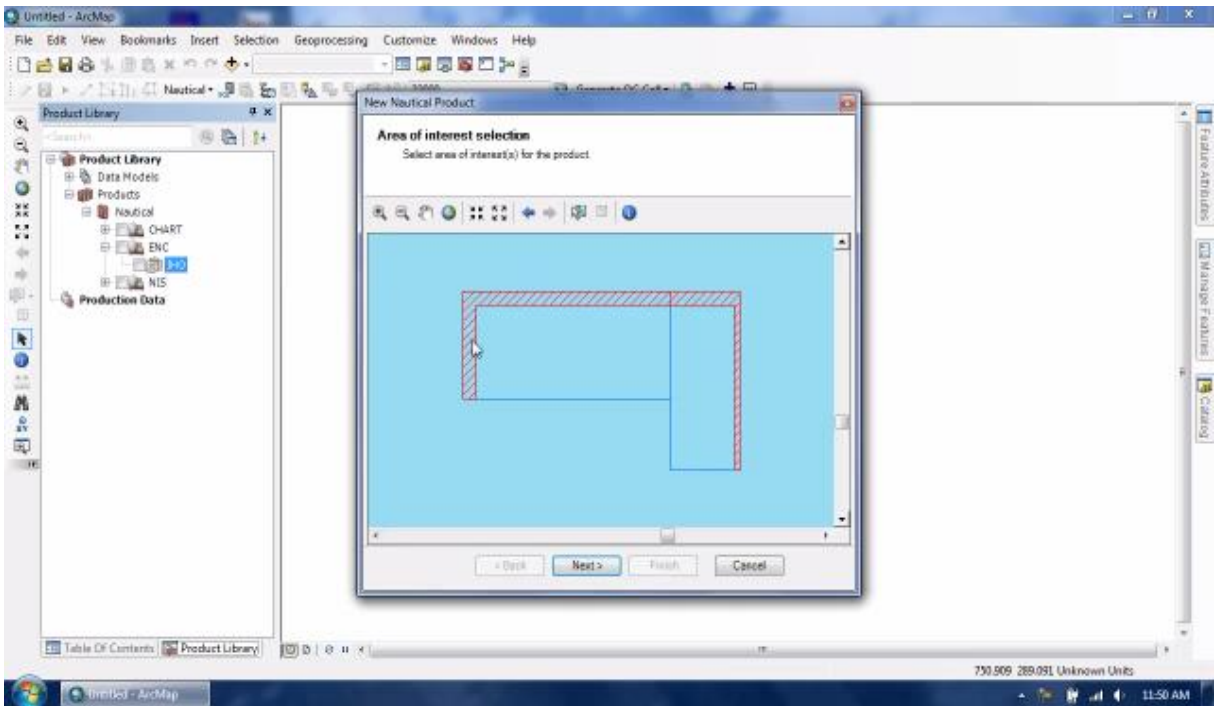 Untitled - ArcMap
File Edit View Bookmarks Insert Selection Geoprocessing Customize Windows Help
Nautical
Product Library
Product Library
Data Models
Products
Nautical
CHART
ENC
IHO
NIS
Production Data
New Nautical Product
Area of interest selection
Select area of interest(s) for the product
< Back Next > Finish Cancel
Feature Attributes
Manage Features
Catalog
Table Of Contents Product Library
750.909 289.091 Unknown Units
Untitled - ArcMap
11:50 AM